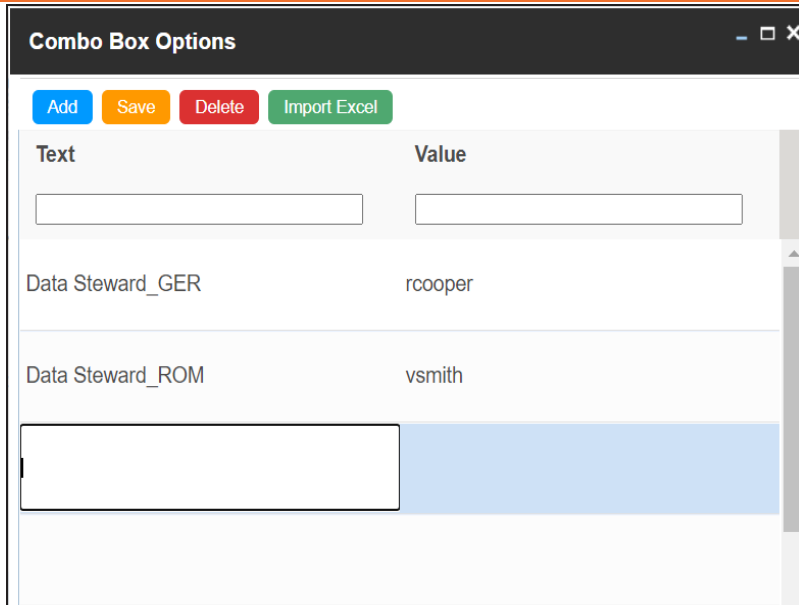 Combo Box Options
Add Save Delete Import Excel
Text Value
Data Steward_GER rcooper
Data Steward_ROM vsmith